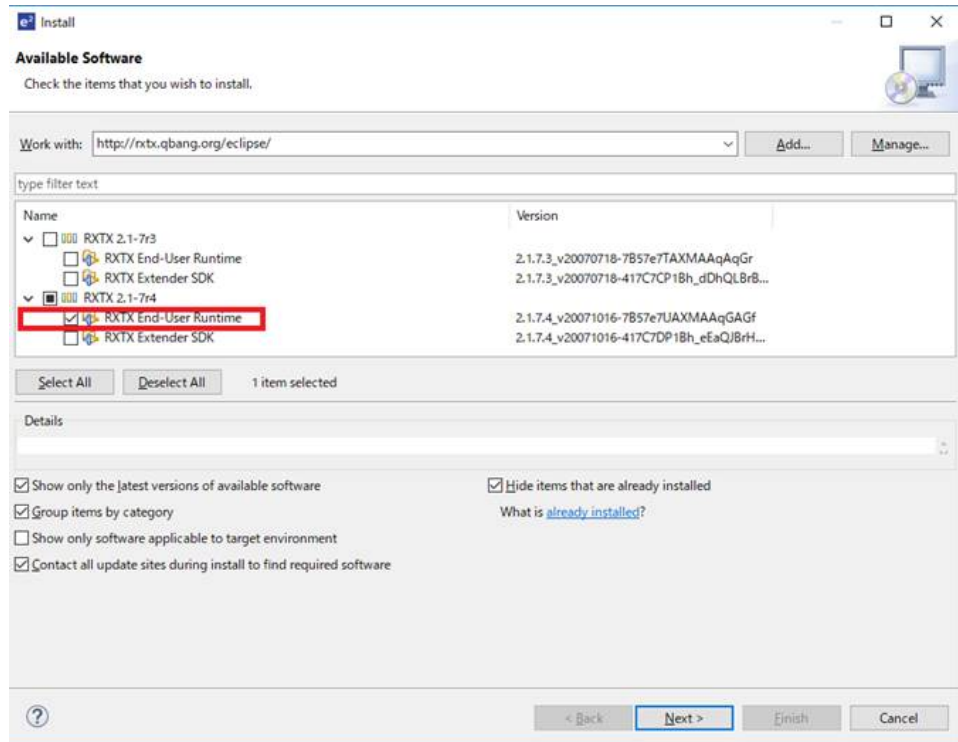 e² Install
Available Software
Check the items that you wish to install.
Work with: http://rxtx.qbang.org/eclipse/ Add... Manage...
type filter text
Name Version
RXTX 2.1-7r3
RXTX End-User Runtime 2.1.7.3_v20070718-7B57e7TAXMAAqAqGr
RXTX Extender SDK 2.1.7.3_v20070718-417C7CP1Bh_dDhQLBrB...
RXTX 2.1-7r4
RXTX End-User Runtime 2.1.7.4_v20071016-7B57e7UAXMAAqGAGf
RXTX Extender SDK 2.1.7.4_v20071016-417C7DP1Bh_eEaQJBrH...
Select All Deselect All 1 item selected
Details
Show only the latest versions of available software Hide items that are already installed
Group items by category What is already installed?
Show only software applicable to target environment
Contact all update sites during install to find required software
? < Back Next > Finish Cancel